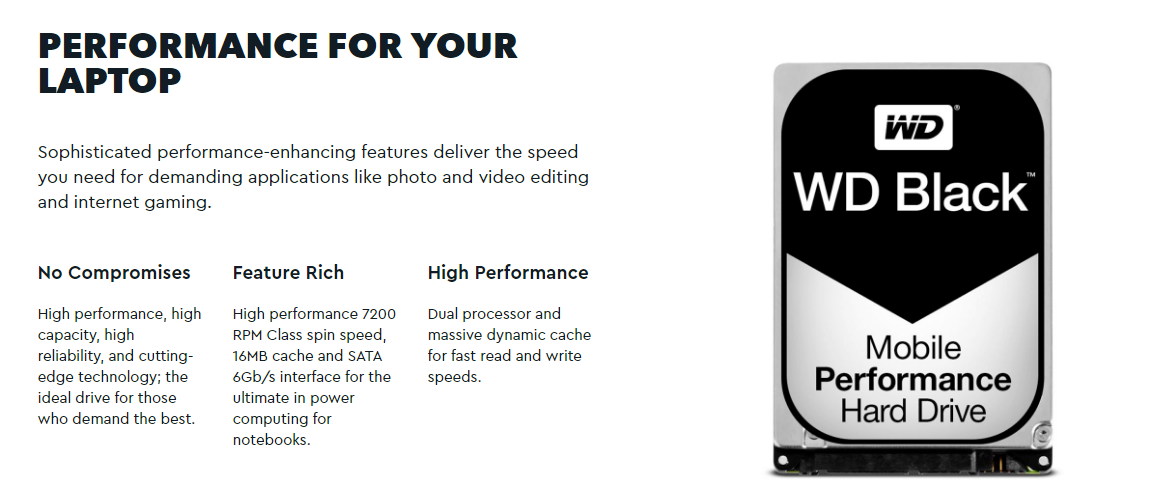 PERFORMANCE FOR YOUR
LAPTOP
Sophisticated performance-enhancing features deliver the speed
you need for demanding applications like photo and video editing
and internet gaming.
No Compromises
High performance, high
capacity, high
reliability, and cutting-
edge technology; the
ideal drive for those
who demand the best.
Feature Rich
High performance 7200
RPM Class spin speed,
16MB cache and SATA
6Gb/s interface for the
ultimate in power
computing for
notebooks.
High Performance
Dual processor and
massive dynamic cache
for fast read and write
speeds.
WD®
WD Black™
Mobile
Performance
Hard Drive